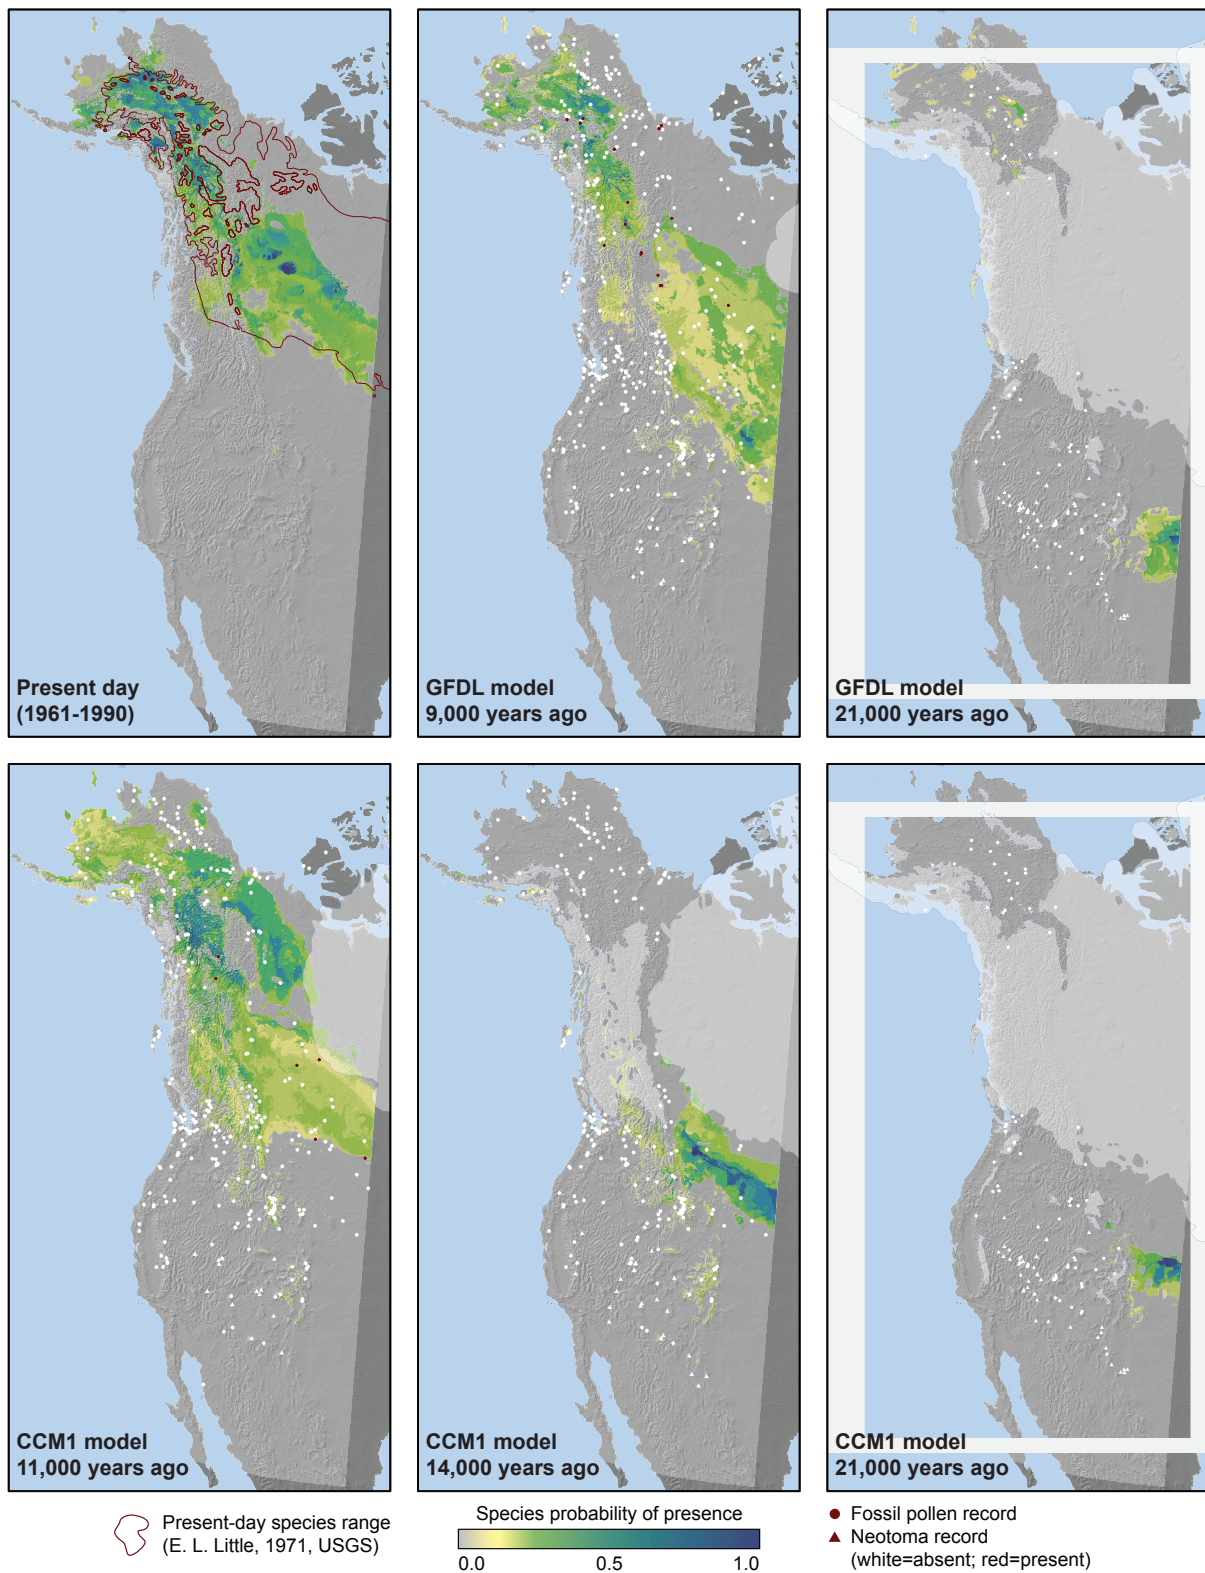 Present day
(1961-1990)
GFDL model
9,000 years ago
GFDL model
21,000 years ago
CCM1 model
11,000 years ago
CCM1 model
14,000 years ago
CCM1 model
21,000 years ago
Present-day species range
(E. L. Little, 1971, USGS)
Species probability of presence
0.0 0.5 1.0
Fossil pollen record
Neotoma record
(white=absent; red=present)